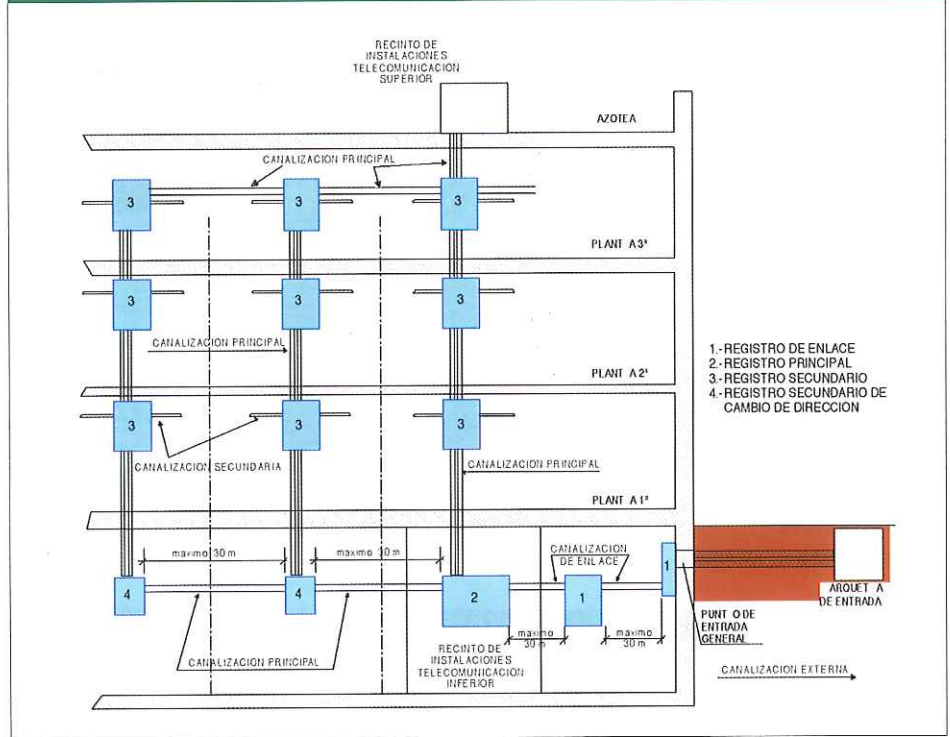 RECINTO DE
INSTALACIONES
TELECOMUNICACION
SUPERIOR
AZOTEA
CANALIZACION PRINCIPAL
3
3
3
PLANT A 3ª
3
3
3
CANALIZACION PRINCIPAL
PLANT A 2ª
3
3
3
CANALIZACION SECUNDARIA
CANALIZACION PRINCIPAL
PLANT A 1ª
1.-REGISTRO DE ENLACE
2.-REGISTRO PRINCIPAL
3.-REGISTRO SECUNDARIO
4.-REGISTRO SECUNDARIO DE
CAMBIO DE DIRECCION
maximo 30 m
maximo 30 m
CANALIZACION
DE ENLACE
4
4
2
1
1
ARQUET A
DE ENTRADA
PUNT O DE
ENTRADA
GENERAL
maximo
30 m
maximo
30 m
CANALIZACION PRINCIPAL
RECINTO DE
INSTALACIONES
TELECOMUNICACION
INFERIOR
CANALIZACION EXTERNA